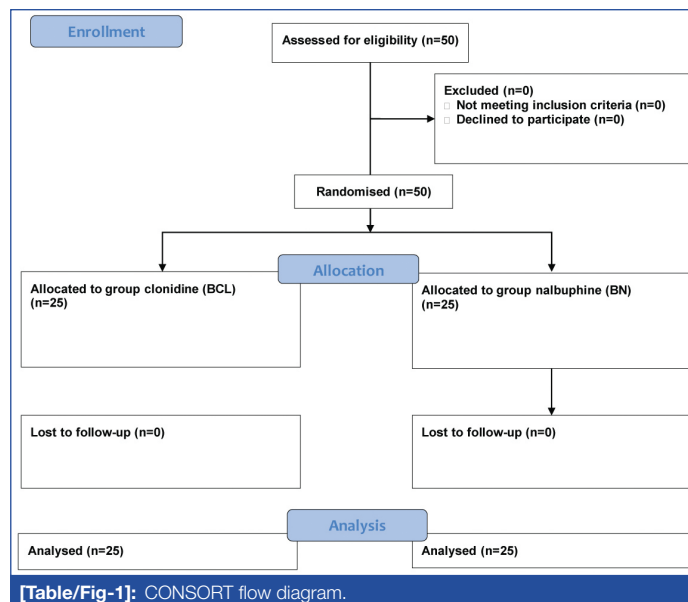 Enrollment
Assessed for eligibility (n=50)
Excluded (n=0)
□ Not meeting inclusion criteria (n=0)
□ Declined to participate (n=0)
Randomised (n=50)
Allocation
Allocated to group clonidine (BCL)
(n=25)
Allocated to group nalbuphine (BN)
(n=25)
Lost to follow-up (n=0)
Lost to follow-up (n=0)
Analysis
Analysed (n=25)
Analysed (n=25)
[Table/Fig-1]: CONSORT flow diagram.